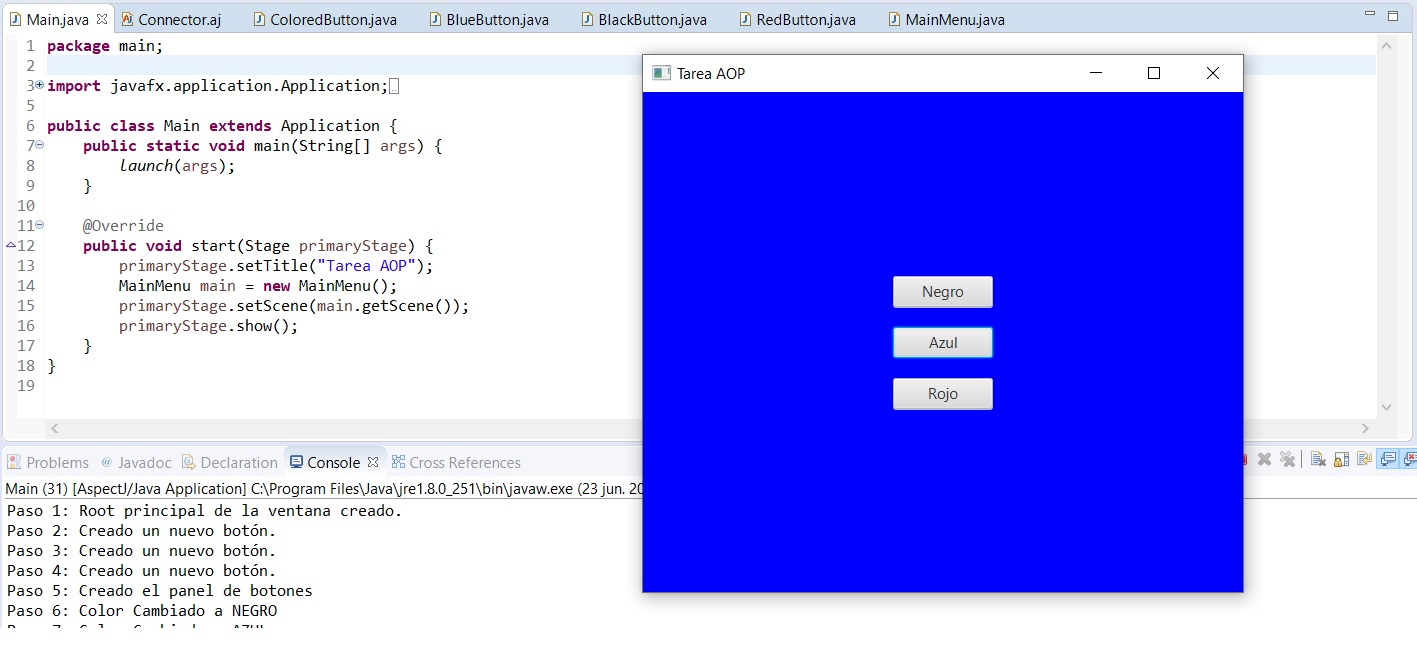 Main.java Connector.aj ColoredButton.java BlueButton.java BlackButton.java RedButton.java MainMenu.java
1 package main;
2
3 import javafx.application.Application;
5
6 public class Main extends Application {
7 public static void main(String[] args) {
8 launch(args);
9 }
10
11 @Override
12 public void start(Stage primaryStage) {
13 primaryStage.setTitle("Tarea AOP");
14 MainMenu main = new MainMenu();
15 primaryStage.setScene(main.getScene());
16 primaryStage.show();
17 }
18 }
19
Tarea AOP
Negro
Azul
Rojo
Problems @ Javadoc Declaration Console Cross References
Main (31) [AspectJ/Java Application] C:\Program Files\Java\jre1.8.0_251\bin\javaw.exe (23 jun. 20
Paso 1: Root principal de la ventana creado.
Paso 2: Creado un nuevo botón.
Paso 3: Creado un nuevo botón.
Paso 4: Creado un nuevo botón.
Paso 5: Creado el panel de botones
Paso 6: Color Cambiado a NEGRO